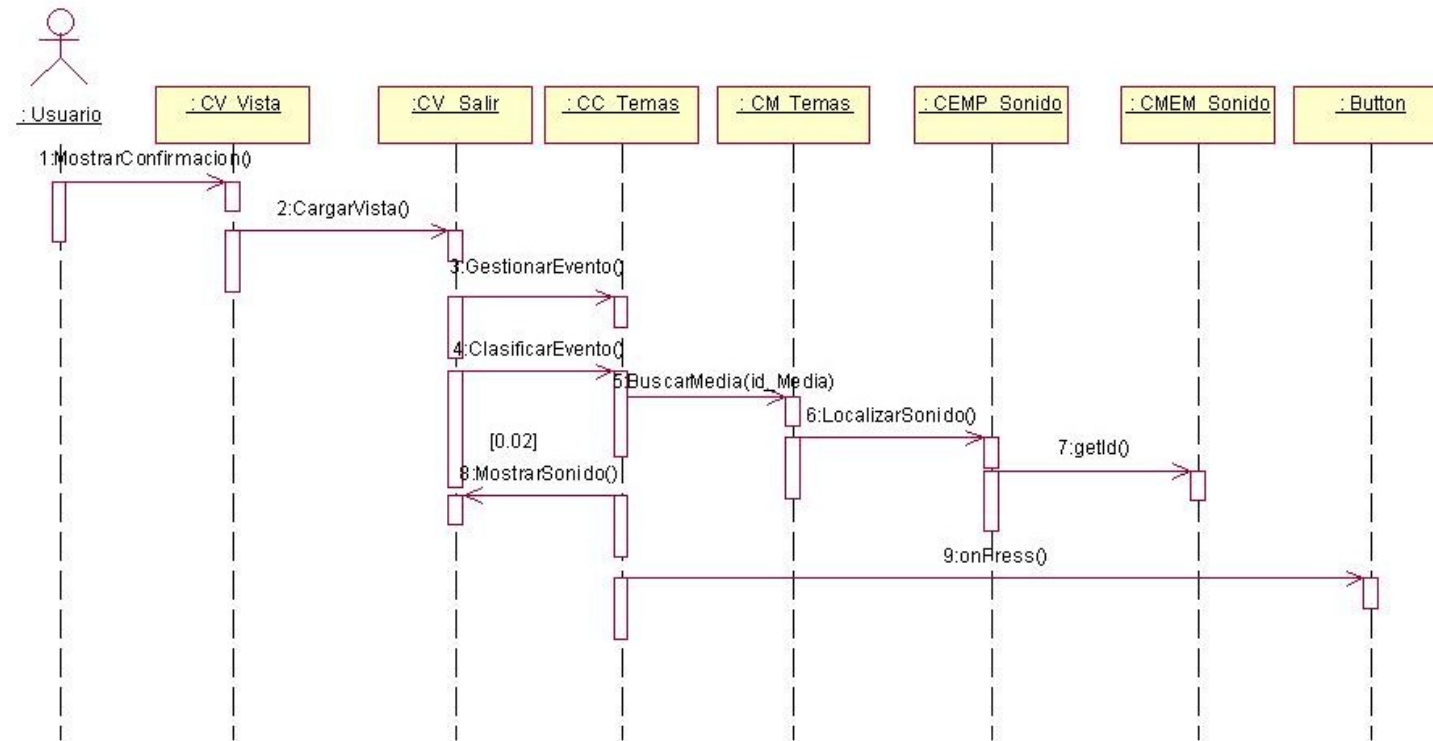 : Usuario
: CV_Vista
:CV_Salir
: CC_Temas
: CM_Temas
: CEMP_Sonido
: CMEM_Sonido
: Button
1:MostrarConfirmacion()
2:CargarVista()
3:GestionarEvento()
4:ClasificarEvento()
5:BuscarMedia(id_Media)
6:LocalizarSonido()
[0.02]
7:getId()
8:MostrarSonido()
9:onPress()